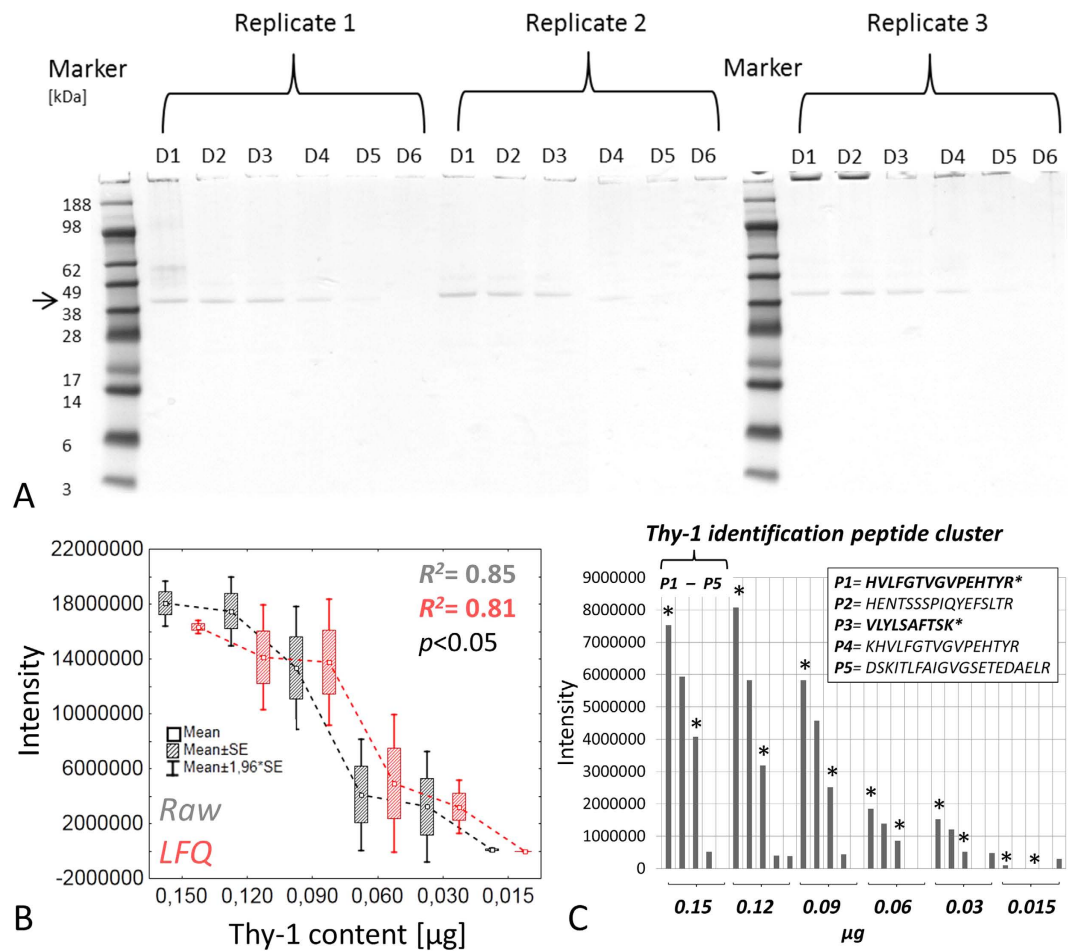 A
Replicate 1
Replicate 2
Replicate 3
Marker
[kDa]
Marker
D1 D2 D3 D4 D5 D6 D1 D2 D3 D4 D5 D6 D1 D2 D3 D4 D5 D6
188
98
62
49
38
28
17
14
6
3
A
22000000
18000000
14000000
10000000
6000000
2000000
-2000000
Intensity
R²= 0.85
R²= 0.81
p<0.05
Mean
Mean±SE
Mean±1,96*SE
Raw
LFQ
0,150 0,120 0,090 0,060 0,030 0,015
B
Thy-1 content [µg]
Thy-1 identification peptide cluster
P1 – P5
P1= HVLFGTVGVPEHTYR*
P2= HENTSSSPIQYEFSLTR
P3= VLYLSAFTSK*
P4= KHVLFGTVGVPEHTYR
P5= DSKITLFAIGVGSETEDAELR
9000000
8000000
7000000
6000000
5000000
4000000
3000000
2000000
1000000
0
Intensity
* * * * * * * * * * * *
0.15 0.12 0.09 0.06 0.03 0.015
C
µg